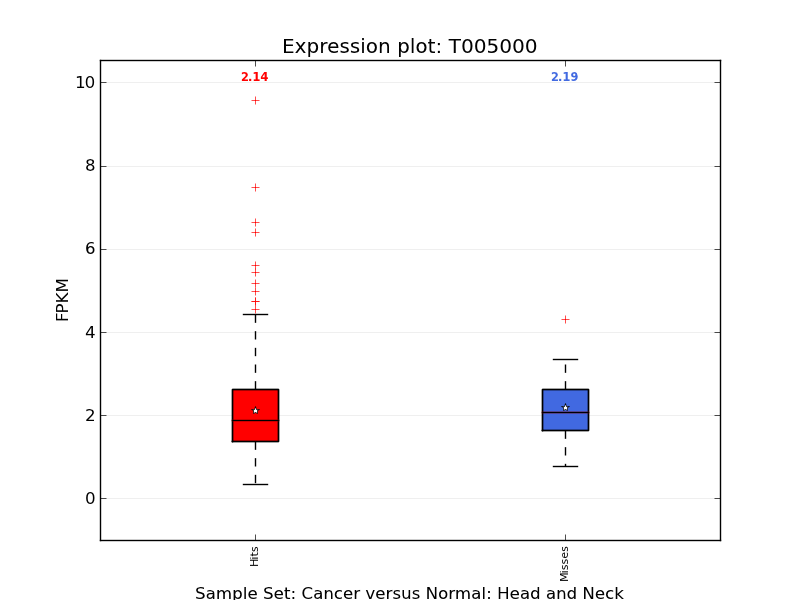 Expression plot: T005000
2.14
2.19
10
8
6
4
2
0
FPKM
Hits
Misses
Sample Set: Cancer versus Normal: Head and Neck